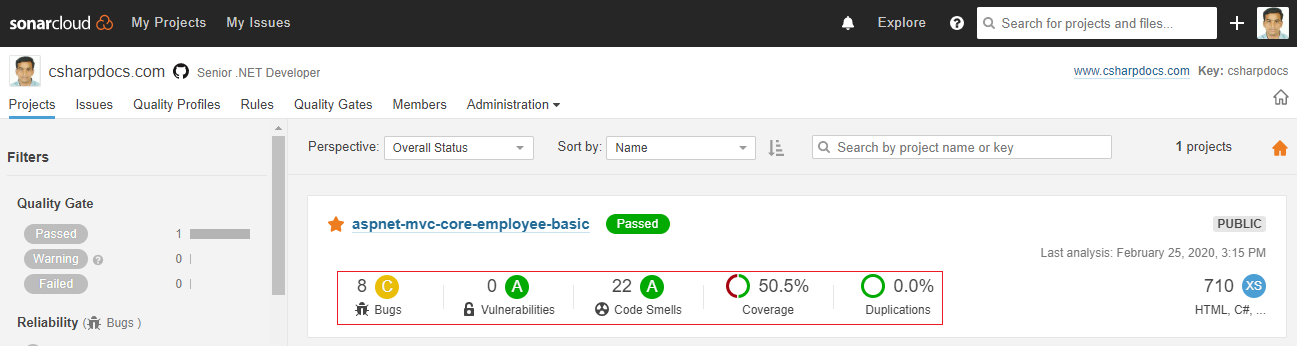 sonarcloud My Projects My Issues Explore ? Search for projects and files... +
csharpdocs.com Senior .NET Developer www.csharpdocs.com Key: csharpdocs
Projects Issues Quality Profiles Rules Quality Gates Members Administration
Filters
Perspective: Overall Status Sort by: Name Search by project name or key 1 projects
Quality Gate
Passed 1
Warning ? 0
Failed 0
Reliability ( Bugs )
aspnet-mvc-core-employee-basic Passed PUBLIC
Last analysis: February 25, 2020, 3:15 PM
8 C 0 A 22 A 50.5% 0.0% 710 XS
Bugs Vulnerabilities Code Smells Coverage Duplications HTML, C#, ...